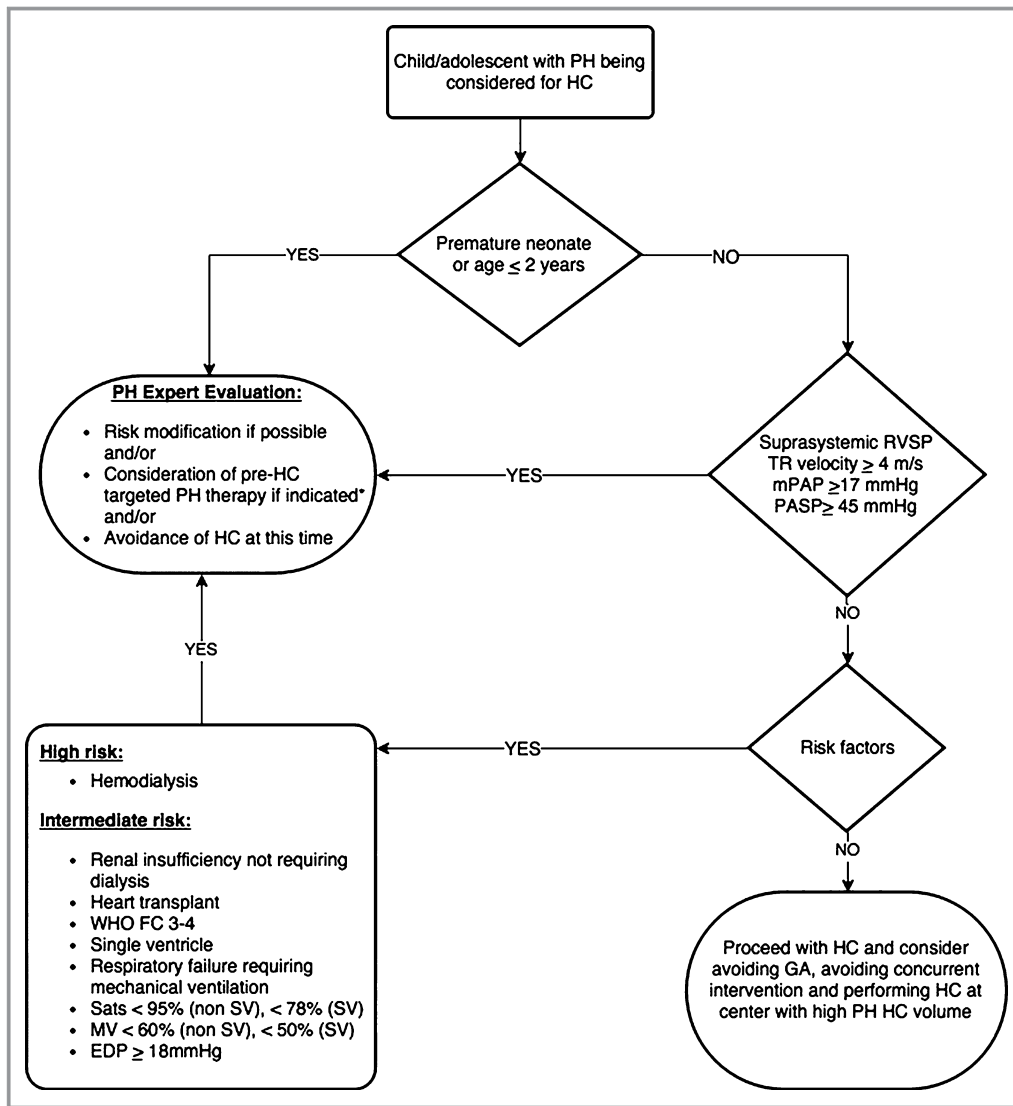 Child/adolescent with PH being
considered for HC
Premature neonate
or age ≤ 2 years
YES
NO
PH Expert Evaluation:
• Risk modification if possible
and/or
• Consideration of pre-HC
targeted PH therapy if indicated*
and/or
• Avoidance of HC at this time
YES
Suprasystemic RVSP
TR velocity ≥ 4 m/s
mPAP ≥17 mmHg
PASP≥ 45 mmHg
NO
YES
Risk factors
YES
High risk:
• Hemodialysis
Intermediate risk:
• Renal insufficiency not requiring
dialysis
• Heart transplant
• WHO FC 3-4
• Single ventricle
• Respiratory failure requiring
mechanical ventilation
• Sats < 95% (non SV), < 78% (SV)
• MV < 60% (non SV), < 50% (SV)
• EDP ≥ 18mmHg
NO
Proceed with HC and consider
avoiding GA, avoiding concurrent
intervention and performing HC at
center with high PH HC volume